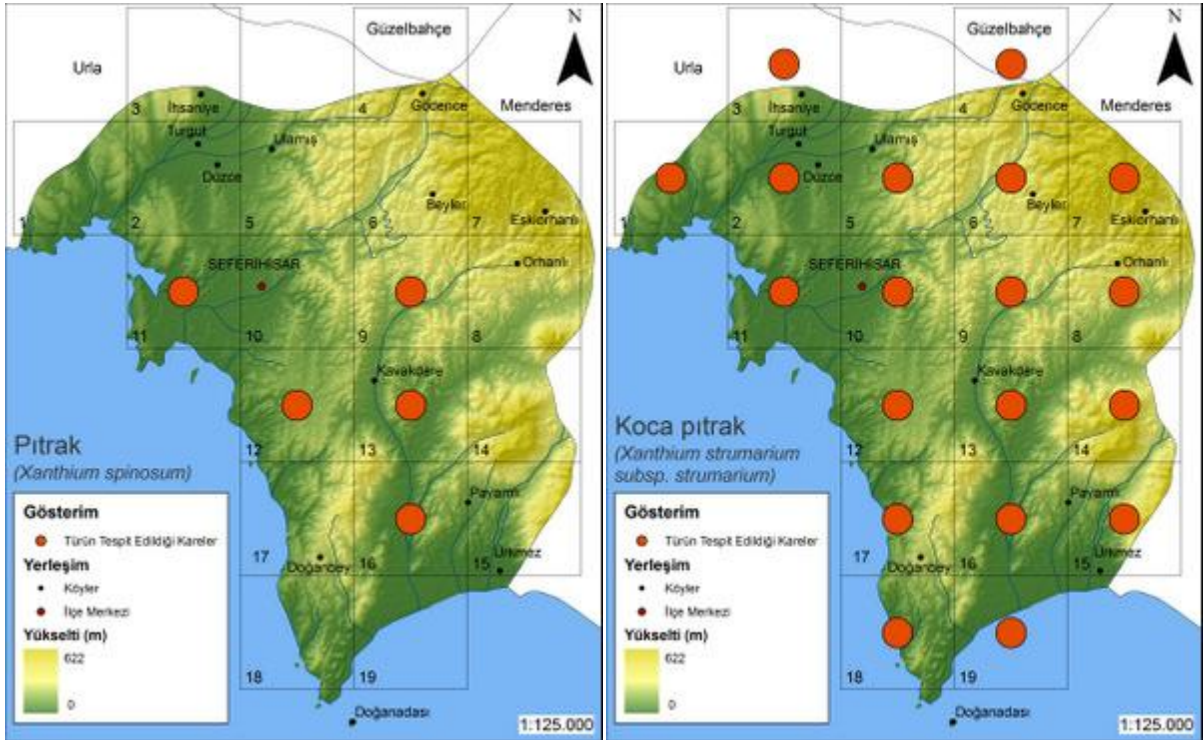 Güzelbahçe
N
Urla
İhsaniye
Gödence
Menderes
3
4
Turgut
Ulamış
Düzce
Beyler
Eskiorhanlı
1
2
5
6
7
SEFERİHİSAR
Orhanlı
11
10
9
8
Kavakdere
Pıtrak
(Xanthium spinosum)
12
13
14
Payamlı
Gösterim
Türün Tespit Edildiği Kareler
Yerleşim
Köyler
İlçe Merkezi
Yükselti (m)
622
0
17
Doğanbey
16
15
Ürkmez
18
19
Doğanadası
1:125.000
Güzelbahçe
N
Urla
İhsaniye
Gödence
Menderes
3
4
Turgut
Ulamış
Düzce
Beyler
Eskiorhanlı
1
2
5
6
7
SEFERİHİSAR
Orhanlı
11
10
9
8
Kavakdere
Koca pıtrak
(Xanthium strumarium
subsp. strumarium)
12
13
14
Payamlı
Gösterim
Türün Tespit Edildiği Kareler
Yerleşim
Köyler
İlçe Merkezi
Yükselti (m)
622
0
17
Doğanbey
16
15
Ürkmez
18
19
Doğanadası
1:125.000